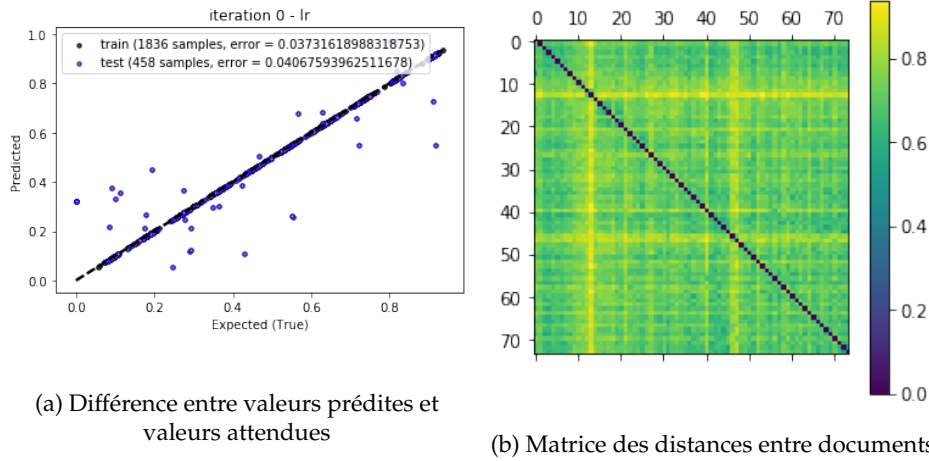 iteration 0 - lr
train (1836 samples, error = 0.03731618988318753)
test (458 samples, error = 0.04067593962511678)
1.0
0.8
0.6
0.4
0.2
0.0
Predicted
0.0 0.2 0.4 0.6 0.8
Expected (True)
(a) Différence entre valeurs prédites et
valeurs attendues
0 10 20 30 40 50 60 70
0
10
20
30
40
50
60
70
0.8
0.6
0.4
0.2
0.0
(b) Matrice des distances entre documents